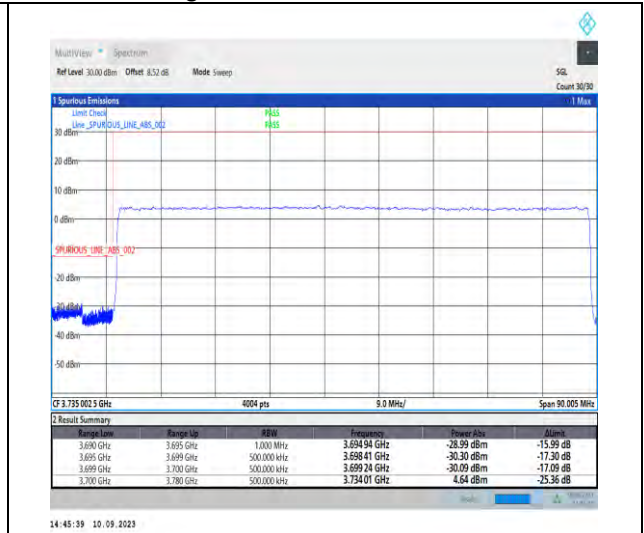 MultiView Spectrum
Ref Level 30.00 dBm Offset 8.52 dB Mode Sweep SGL
Count 30/30
1 Spurious Emissions 1 Max
Limit Check PASS
Line _SPURIOUS_LINE_ABS_002 PASS
30 dBm
20 dBm
10 dBm
0 dBm
SPURIOUS_LINE_ABS_002
-20 dBm
-30 dBm
-40 dBm
-50 dBm
CF 3.735 002 5 GHz 4004 pts 9.0 MHz/ Span 90.005 MHz
2 Result Summary
Range Low Range Up RBW Frequency Power Abs ΔLimit
3.690 GHz 3.695 GHz 1.000 MHz 3.694 94 GHz -28.99 dBm -15.99 dB
3.695 GHz 3.699 GHz 500.000 kHz 3.698 41 GHz -30.30 dBm -17.30 dB
3.699 GHz 3.700 GHz 500.000 kHz 3.699 24 GHz -30.09 dBm -17.09 dB
3.700 GHz 3.780 GHz 500.000 kHz 3.734 01 GHz 4.64 dBm -25.36 dB
14:45:39 10.09.2023